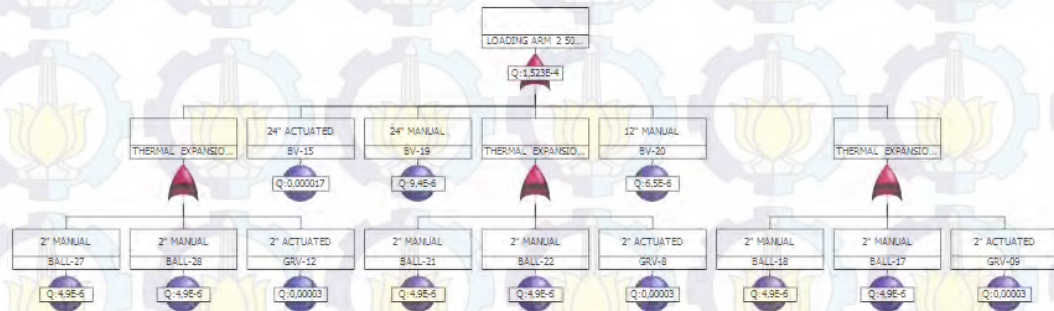 LOADING ARM 2 50...
Q:1,523E-4
THERMAL EXPANSIO...
24" ACTUATED
BV-15
24" MANUAL
BV-19
THERMAL EXPANSIO...
12" MANUAL
BV-20
THERMAL EXPANSIO...
Q:0,000017
Q:9,4E-6
Q:6,5E-6
2" MANUAL
BALL-27
2" MANUAL
BALL-28
2" ACTUATED
GRV-12
2" MANUAL
BALL-21
2" MANUAL
BALL-22
2" ACTUATED
GRV-8
2" MANUAL
BALL-18
2" MANUAL
BALL-17
2" ACTUATED
GRV-09
Q:4,9E-6
Q:4,9E-6
Q:0,00003
Q:4,9E-6
Q:4,9E-6
Q:0,00003
Q:4,9E-6
Q:4,9E-6
Q:0,00003